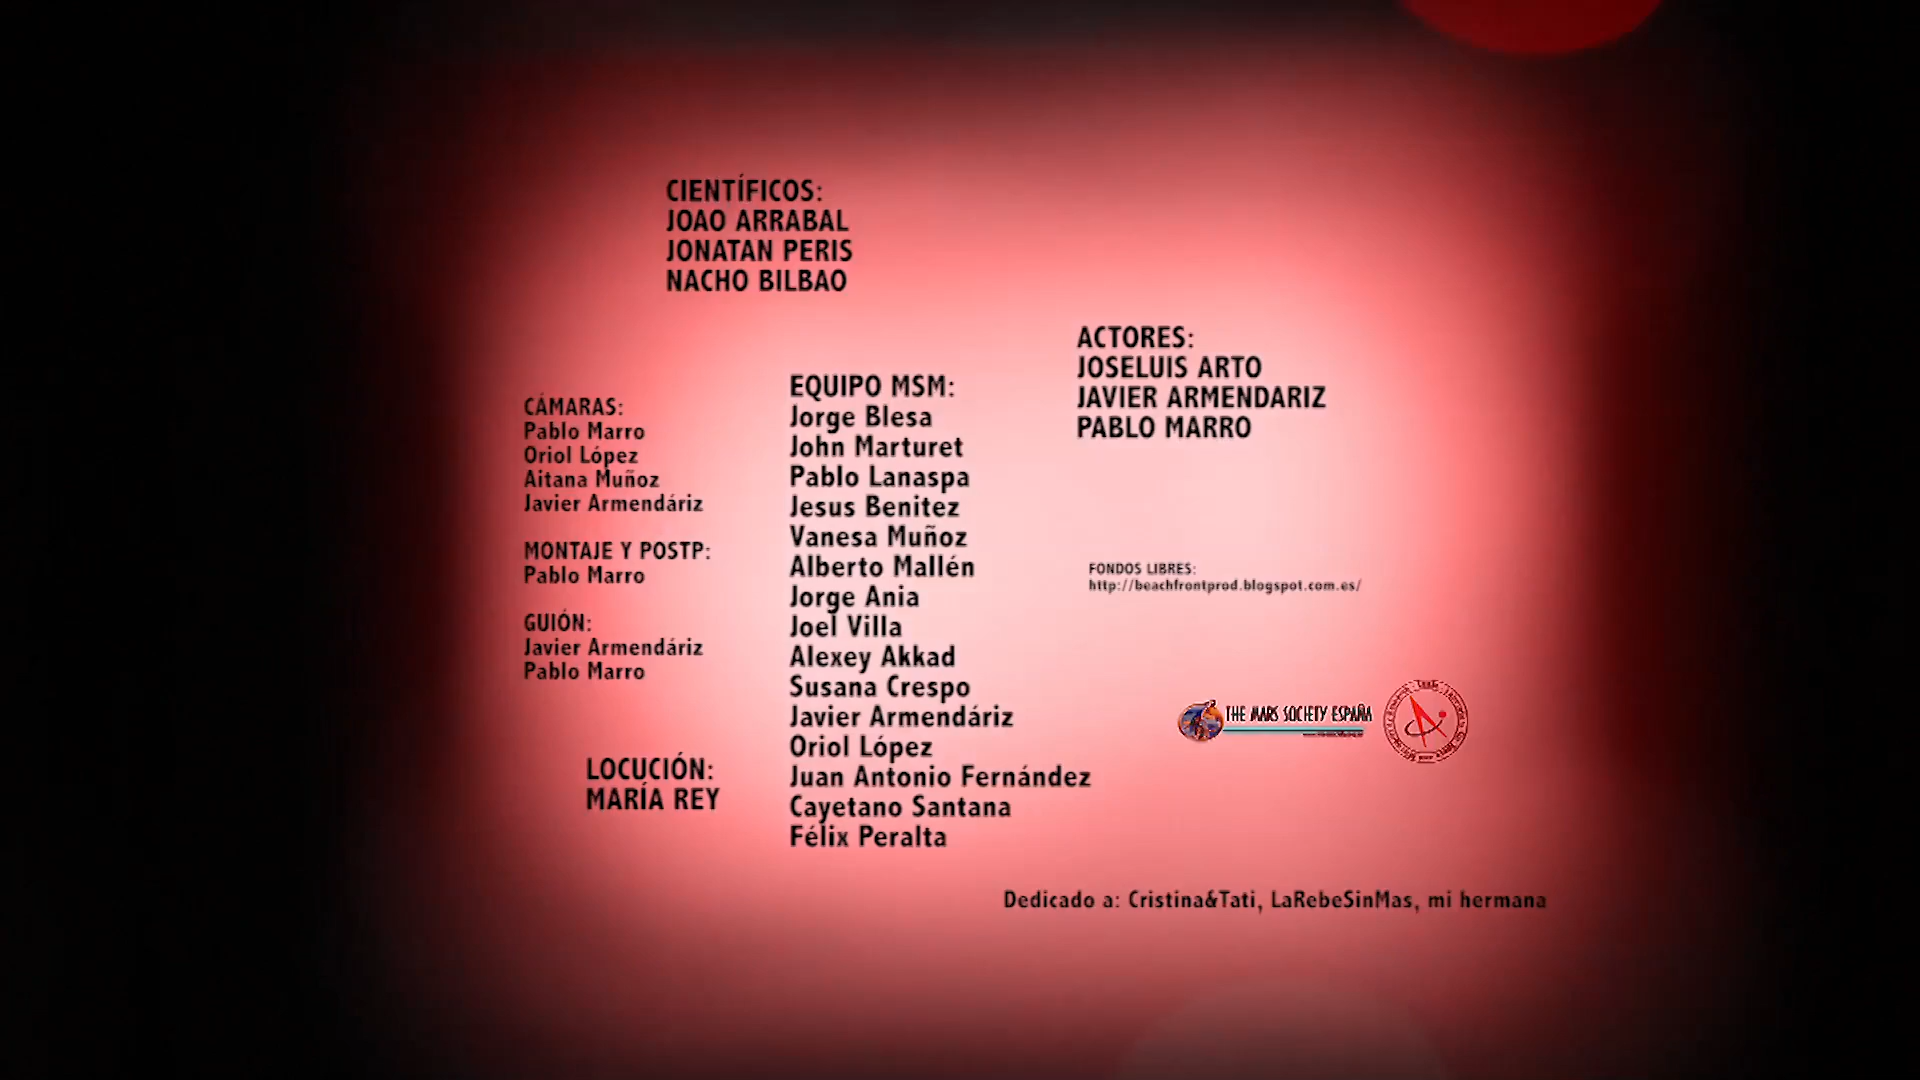 CIENTÍFICOS:
JOAO ARRABAL
JONATAN PERIS
NACHO BILBAO
CÁMARAS:
Pablo Marro
Oriol López
Aitana Muñoz
Javier Armendáriz
MONTAJE Y POSTP:
Pablo Marro
GUIÓN:
Javier Armendáriz
Pablo Marro
LOCUCIÓN:
MARÍA REY
EQUIPO MSM:
Jorge Blesa
John Marturet
Pablo Lanaspa
Jesus Benitez
Vanesa Muñoz
Alberto Mallén
Jorge Ania
Joel Villa
Alexey Akkad
Susana Crespo
Javier Armendáriz
Oriol López
Juan Antonio Fernández
Cayetano Santana
Félix Peralta
ACTORES:
JOSELUIS ARTO
JAVIER ARMENDARIZ
PABLO MARRO
FONDOS LIBRES:
http://beachfrontprod.blogspot.com.es/
THE MARS SOCIETY ESPAÑA
Dedicado a: Cristina&Tati, LaRebeSinMas, mi hermana